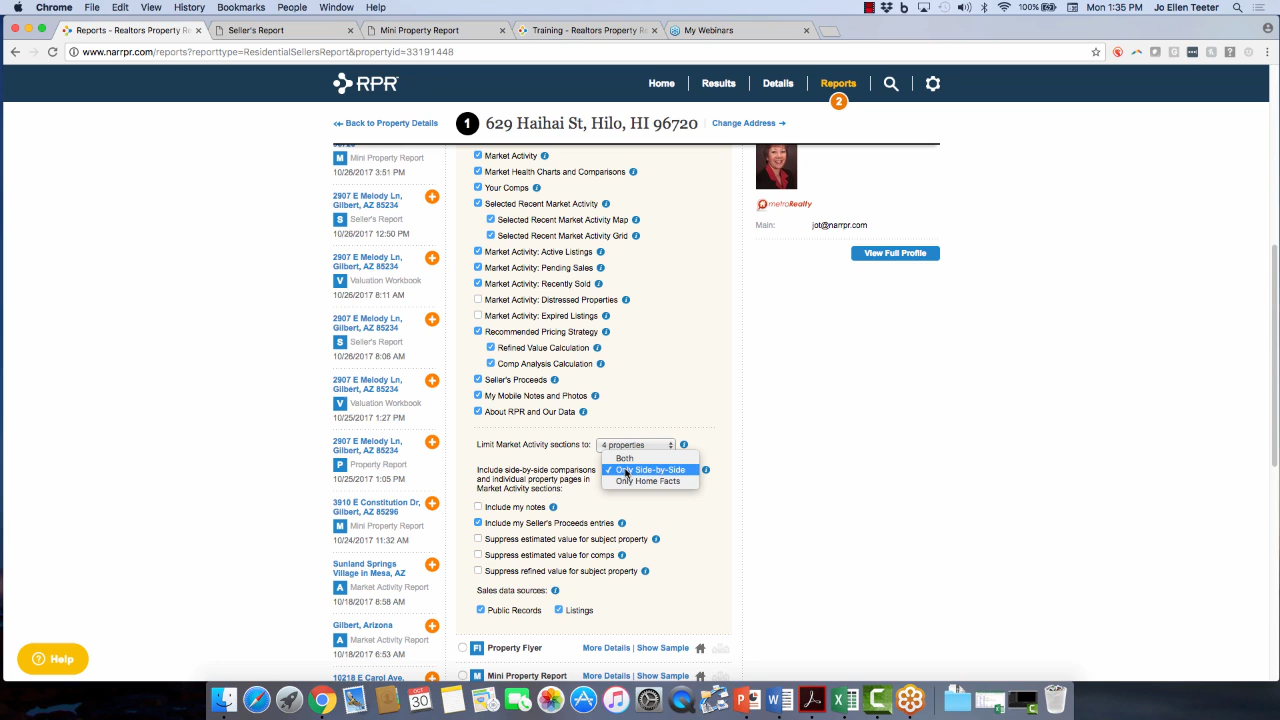 Chrome File Edit View History Bookmarks People Window Help
100% Mon 1:35 PM Jo Ellen Teeter
Reports - Realtors Property Re
Seller's Report
Mini Property Report
Training - Realtors Property R
My Webinars
www.narrpr.com/reports?reporttype=ResidentialSellersReport&propertyid=33191448
RPR
Home
Results
Details
Reports
2
Back to Property Details
1 629 Haihai St, Hilo, HI 96720
Change Address
M Mini Property Report
10/26/2017 3:51 PM
2907 E Melody Ln,
Gilbert, AZ 85234
S Seller's Report
10/26/2017 12:50 PM
2907 E Melody Ln,
Gilbert, AZ 85234
V Valuation Workbook
10/26/2017 8:11 AM
2907 E Melody Ln,
Gilbert, AZ 85234
S Seller's Report
10/26/2017 8:06 AM
2907 E Melody Ln,
Gilbert, AZ 85234
V Valuation Workbook
10/25/2017 1:27 PM
2907 E Melody Ln,
Gilbert, AZ 85234
P Property Report
10/25/2017 1:05 PM
3910 E Constitution Dr,
Gilbert, AZ 85296
M Mini Property Report
10/24/2017 11:32 AM
Sunland Springs
Village in Mesa, AZ
A Market Activity Report
10/18/2017 8:58 AM
Gilbert, Arizona
A Market Activity Report
10/18/2017 6:53 AM
10218 E Carol Ave,
Market Activity
Market Health Charts and Comparisons
Your Comps
Selected Recent Market Activity
Selected Recent Market Activity Map
Selected Recent Market Activity Grid
Market Activity: Active Listings
Market Activity: Pending Sales
Market Activity: Recently Sold
Market Activity: Distressed Properties
Market Activity: Expired Listings
Recommended Pricing Strategy
Refined Value Calculation
Comp Analysis Calculation
Seller's Proceeds
My Mobile Notes and Photos
About RPR and Our Data
Limit Market Activity sections to: 4 properties
Include side-by-side comparisons
and individual property pages in
Market Activity sections:
Both
Only Side-by-Side
Only Home Facts
Include my notes
Include my Seller's Proceeds entries
Suppress estimated value for subject property
Suppress estimated value for comps
Suppress refined value for subject property
Sales data sources:
Public Records
Listings
Fl Property Flyer
More Details | Show Sample
M Mini Property Report
More Details | Show Sample
metroRealty
Main: jot@narrpr.com
View Full Profile
Help
OCT
30